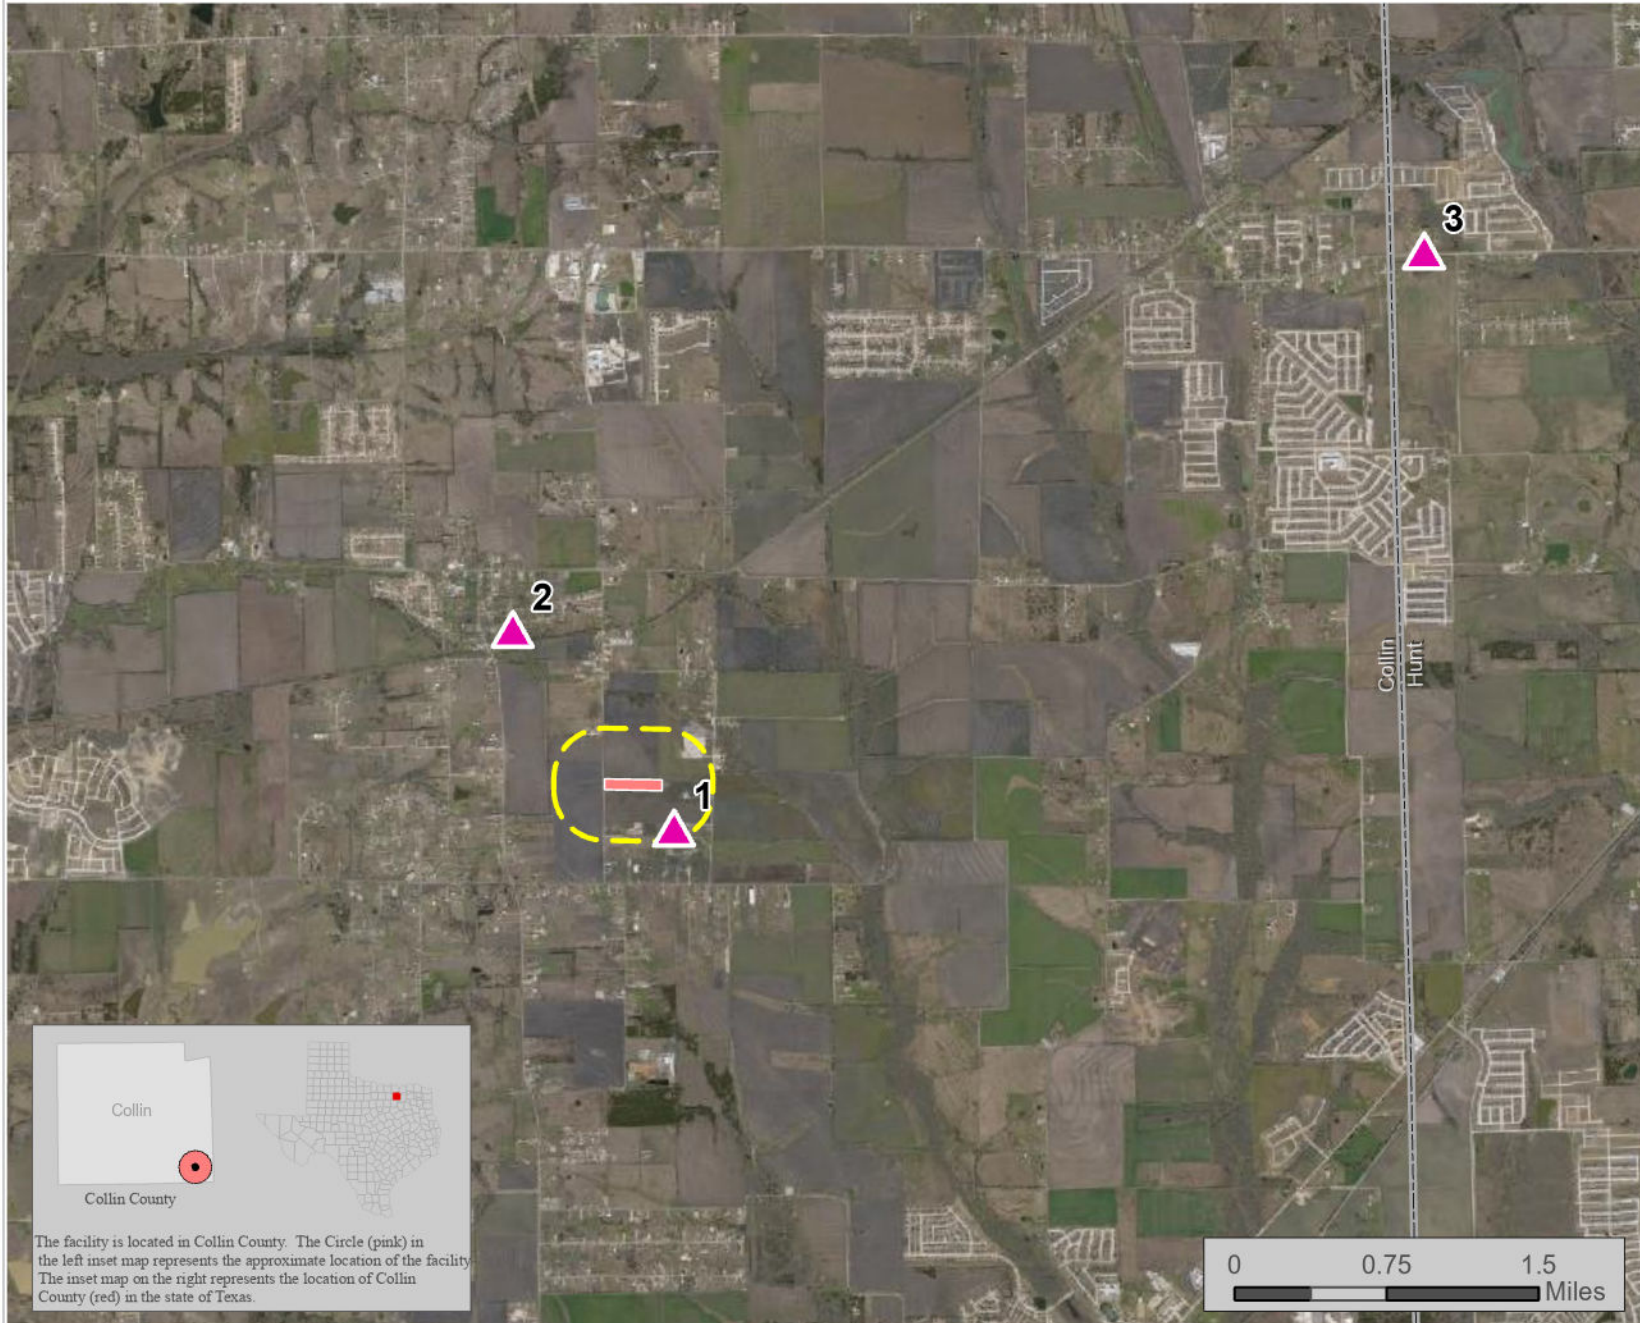 3
2
Collin
Hunt
1
Collin
Collin County
The facility is located in Collin County. The Circle (pink) in
the left inset map represents the approximate location of the facility
The inset map on the right represents the location of Collin
County (red) in the state of Texas.
0 0.75 1.5
Miles